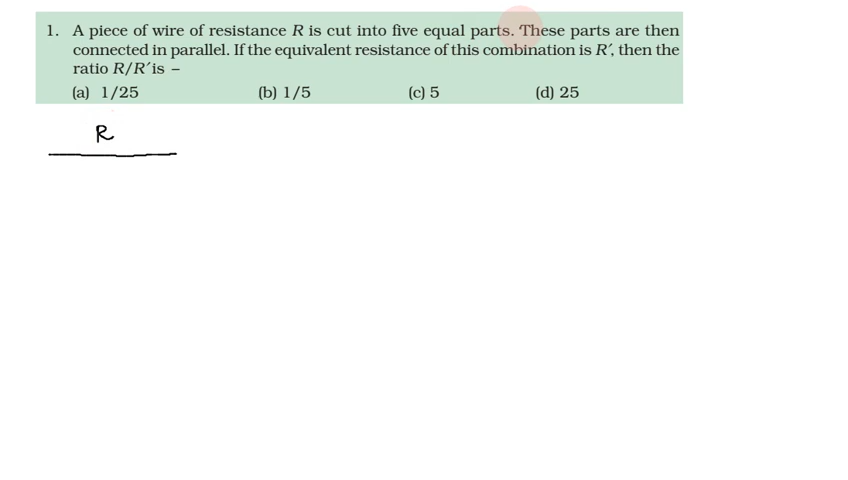 1. A piece of wire of resistance R is cut into five equal parts. These parts are then
connected in parallel. If the equivalent resistance of this combination is R′, then the
ratio R/R′ is –
(a) 1/25 (b) 1/5 (c) 5 (d) 25
R